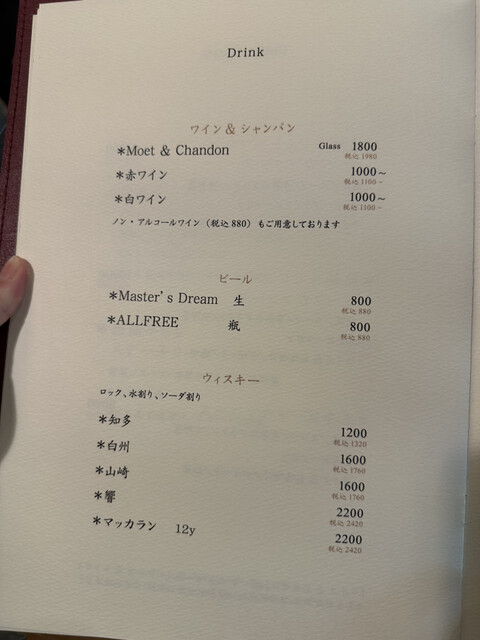 Drink
ワイン & シャンパン
＊Moet & Chandon Glass 1800
税込 1980
＊赤ワイン 1000～
税込 1100～
＊白ワイン 1000～
税込 1100～
ノン・アルコールワイン（税込 880）もご用意しております
ビール
＊Master's Dream 生 800
税込 880
＊ALLFREE 瓶 800
税込 880
ウィスキー
ロック、水割り、ソーダ割り
＊知多 1200
税込 1320
＊白州 1600
税込 1760
＊山崎 1600
税込 1760
＊響 2200
税込 2420
＊マッカラン 12y 2200
税込 2420